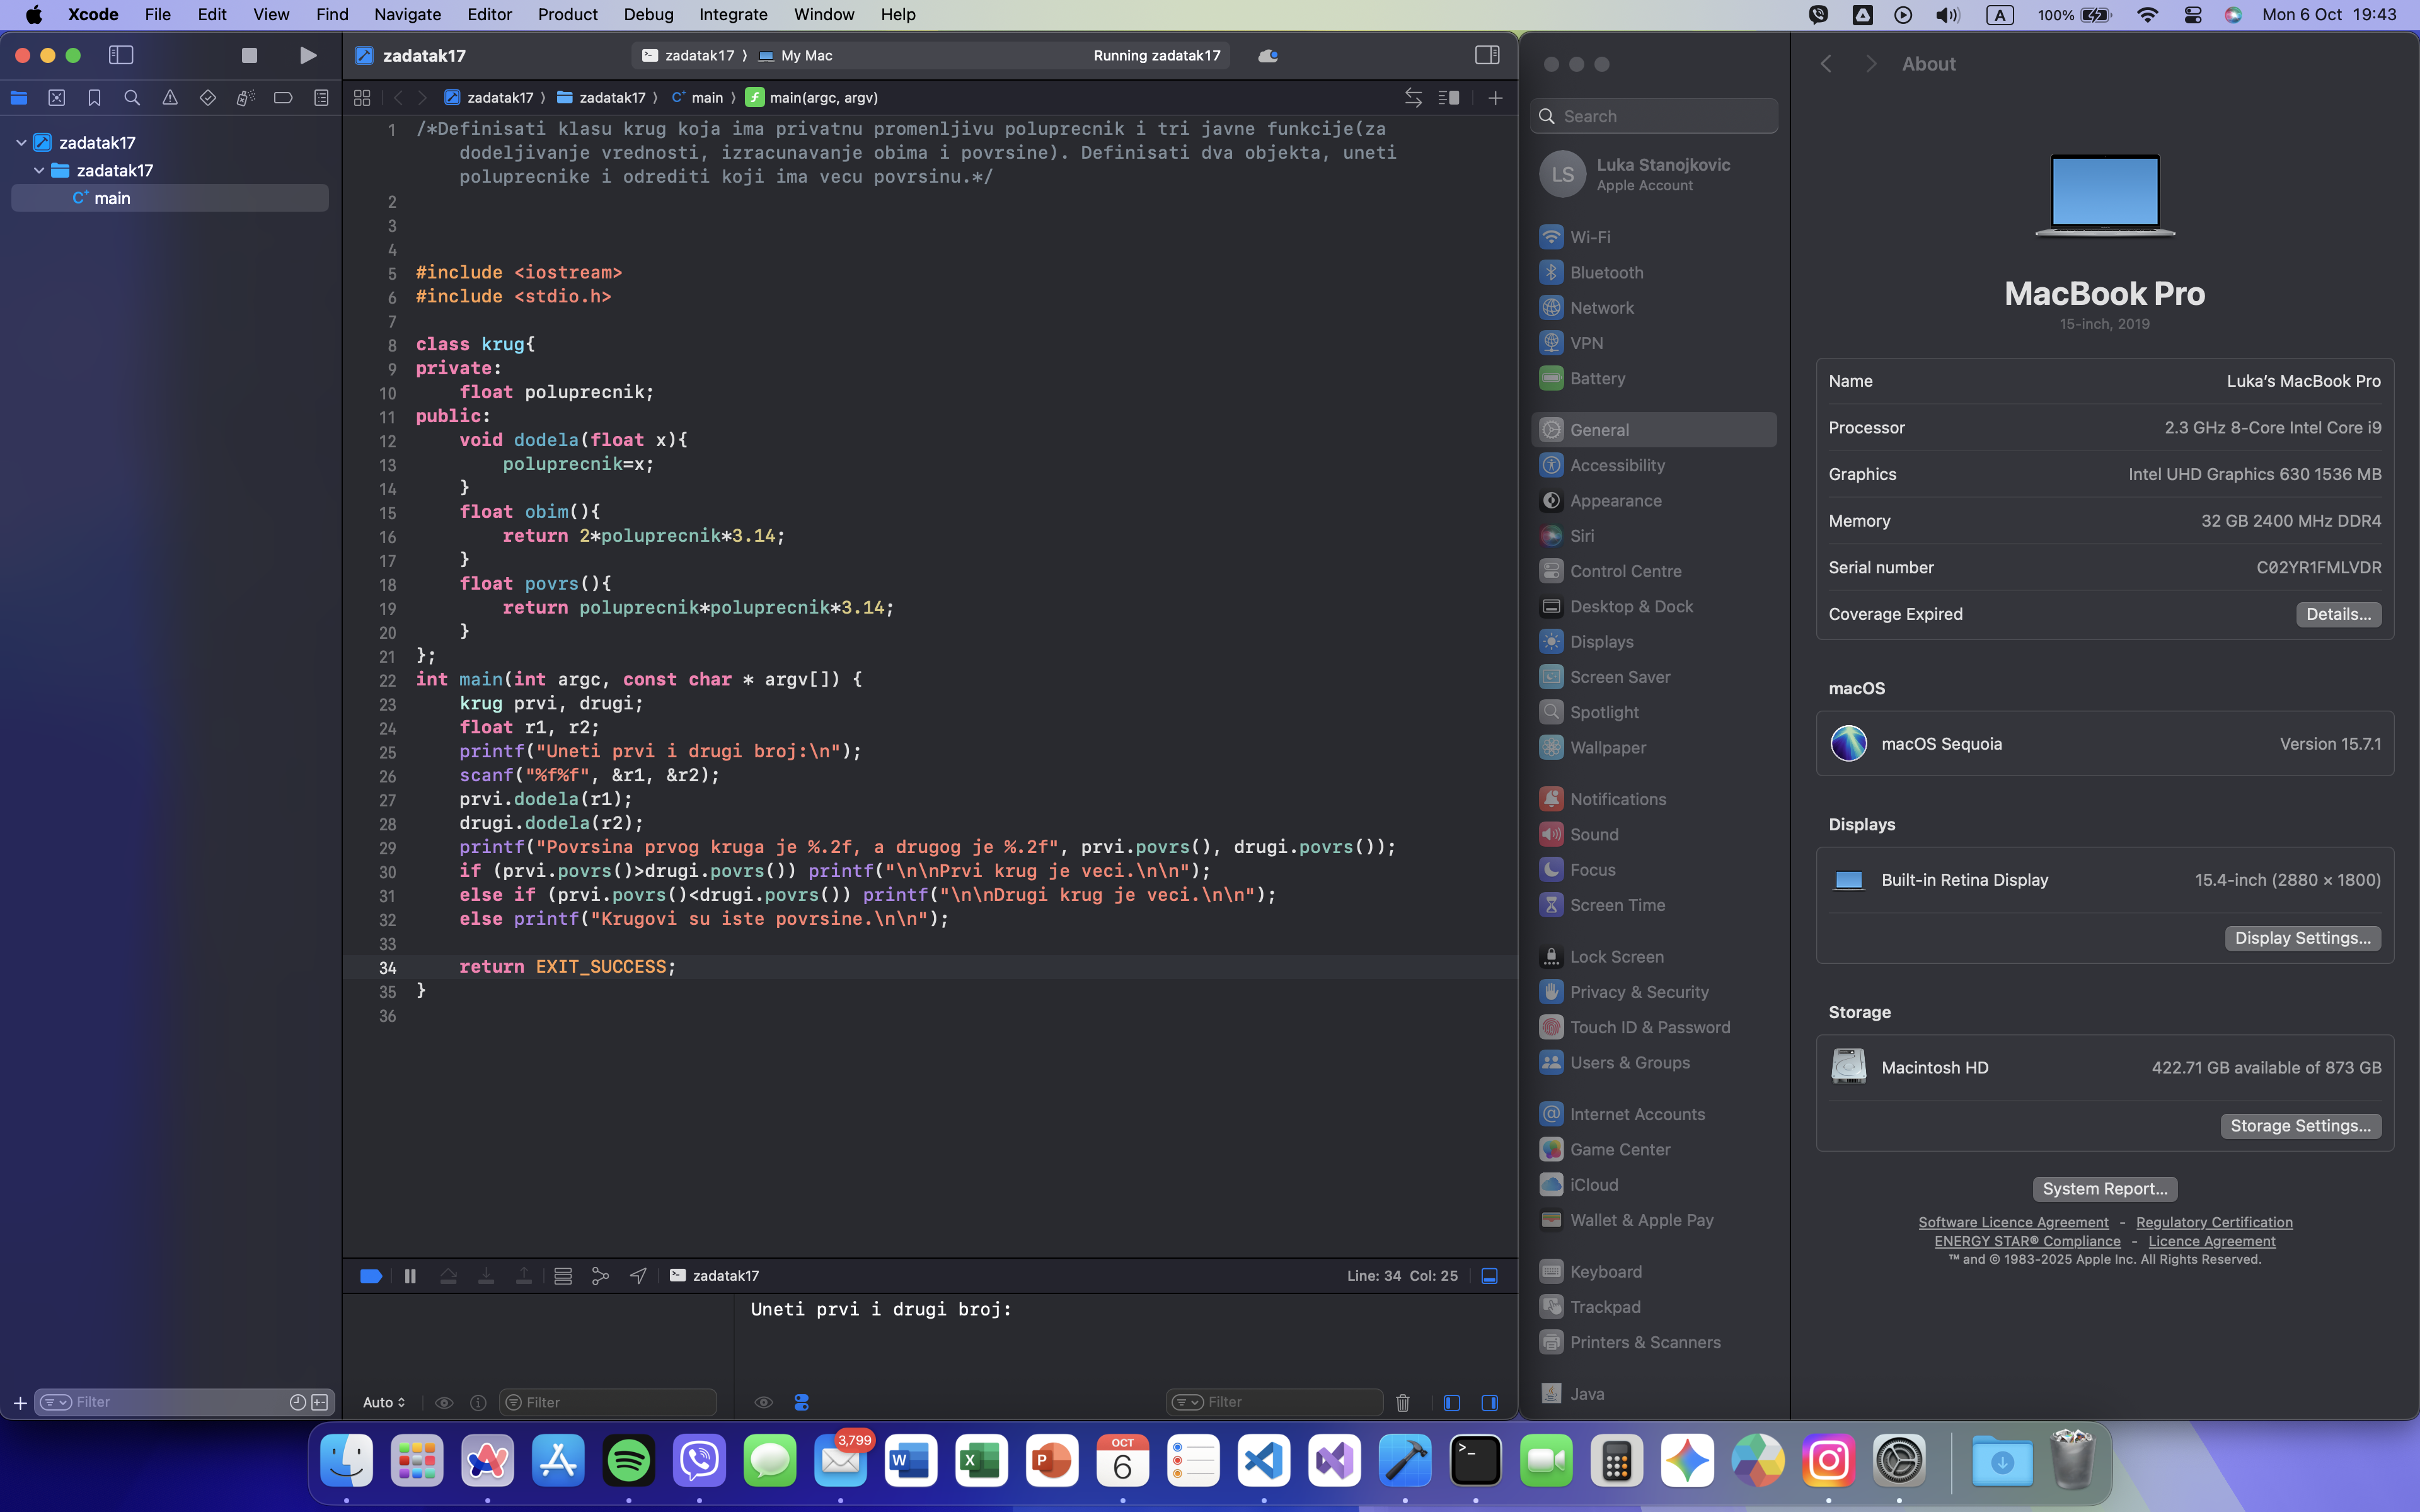 Xcode File Edit View Find Navigate Editor Product Debug Integrate Window Help
A 100% Mon 6 Oct 19:43
zadatak17
zadatak17 My Mac Running zadatak17
zadatak17
zadatak17
C+ main
zadatak17 zadatak17 C+ main f main(argc, argv)
1 /*Definisati klasu krug koja ima privatnu promenljivu poluprecnik i tri javne funkcije(za
dodeljivanje vrednosti, izracunavanje obima i povrsine). Definisati dva objekta, uneti
poluprecnike i odrediti koji ima vecu povrsinu.*/
2
3
4
5 #include <iostream>
6 #include <stdio.h>
7
8 class krug{
9 private:
10 float poluprecnik;
11 public:
12 void dodela(float x){
13 poluprecnik=x;
14 }
15 float obim(){
16 return 2*poluprecnik*3.14;
17 }
18 float povrs(){
19 return poluprecnik*poluprecnik*3.14;
20 }
21 };
22 int main(int argc, const char * argv[]) {
23 krug prvi, drugi;
24 float r1, r2;
25 printf("Uneti prvi i drugi broj:\n");
26 scanf("%f%f", &r1, &r2);
27 prvi.dodela(r1);
28 drugi.dodela(r2);
29 printf("Povrsina prvog kruga je %.2f, a drugog je %.2f", prvi.povrs(), drugi.povrs());
30 if (prvi.povrs()>drugi.povrs()) printf("\n\nPrvi krug je veci.\n\n");
31 else if (prvi.povrs()<drugi.povrs()) printf("\n\nDrugi krug je veci.\n\n");
32 else printf("Krugovi su iste povrsine.\n\n");
33
34 return EXIT_SUCCESS;
35 }
36
zadatak17
Line: 34 Col: 25
Uneti prvi i drugi broj:
Filter
Auto
Filter
Filter
Search
LS
Luka Stanojkovic
Apple Account
Wi-Fi
Bluetooth
Network
VPN
Battery
General
Accessibility
Appearance
Siri
Control Centre
Desktop & Dock
Displays
Screen Saver
Spotlight
Wallpaper
Notifications
Sound
Focus
Screen Time
Lock Screen
Privacy & Security
Touch ID & Password
Users & Groups
Internet Accounts
Game Center
iCloud
Wallet & Apple Pay
Keyboard
Trackpad
Printers & Scanners
Java
About
MacBook Pro
15-inch, 2019
Name Luka’s MacBook Pro
Processor 2.3 GHz 8-Core Intel Core i9
Graphics Intel UHD Graphics 630 1536 MB
Memory 32 GB 2400 MHz DDR4
Serial number C02YR1FMLVDR
Coverage Expired Details...
macOS
macOS Sequoia Version 15.7.1
Displays
Built-in Retina Display 15.4-inch (2880 × 1800)
Display Settings...
Storage
Macintosh HD 422.71 GB available of 873 GB
Storage Settings...
System Report...
Software Licence Agreement - Regulatory Certification
ENERGY STAR® Compliance - Licence Agreement
™ and © 1983-2025 Apple Inc. All Rights Reserved.
3,799
W
X
P
OCT
6